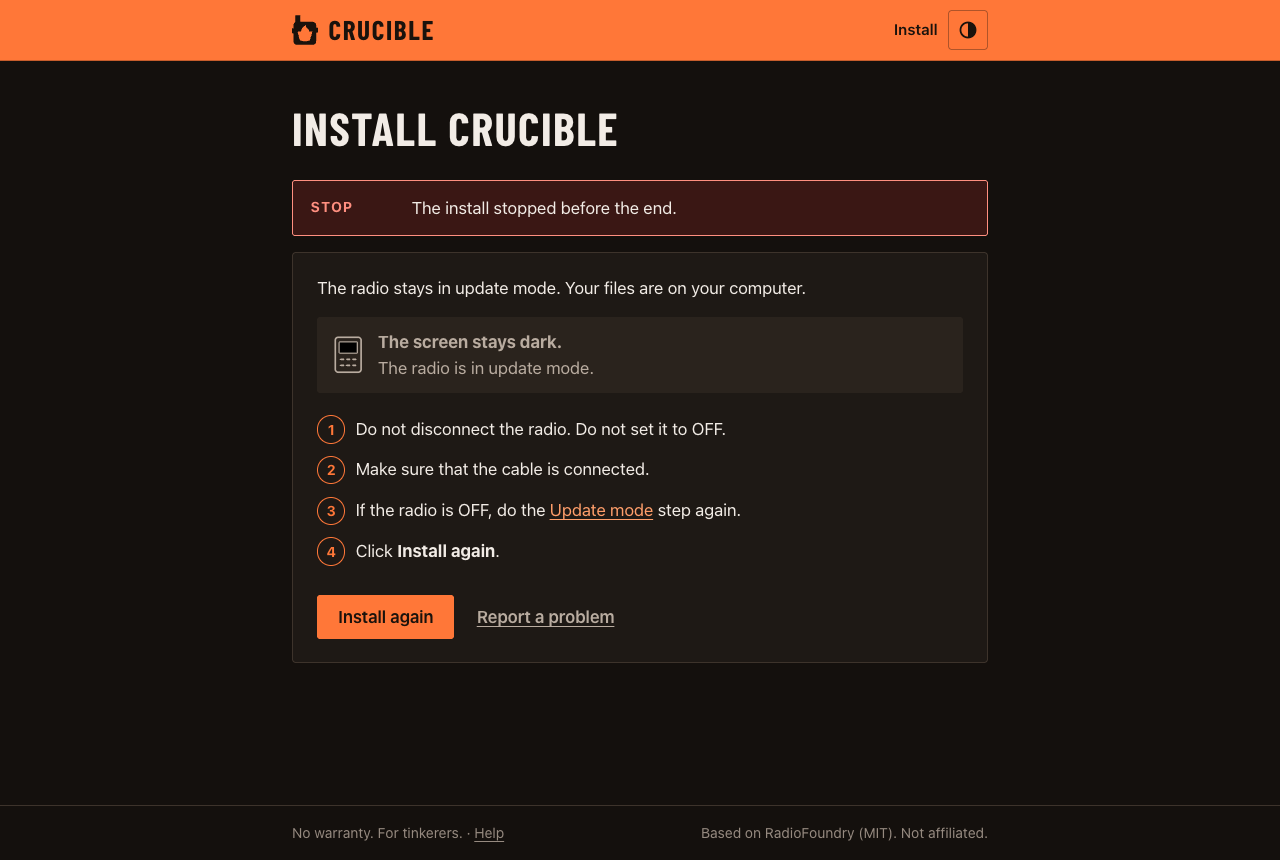 CRUCIBLE
Install
INSTALL CRUCIBLE
STOP
The install stopped before the end.
The radio stays in update mode. Your files are on your computer.
The screen stays dark.
The radio is in update mode.
1 Do not disconnect the radio. Do not set it to OFF.
2 Make sure that the cable is connected.
3 If the radio is OFF, do the Update mode step again.
4 Click Install again.
Install again
Report a problem
No warranty. For tinkerers. · Help
Based on RadioFoundry (MIT). Not affiliated.